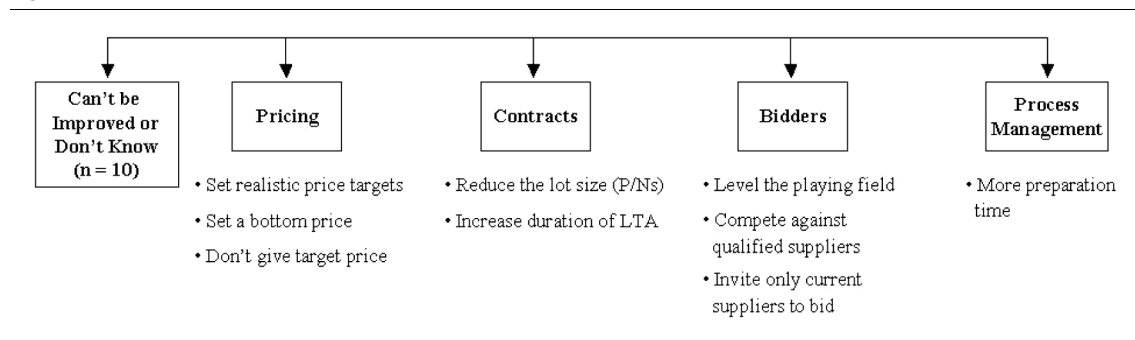 Can't be
Improved or
Don't Know
(n = 10)
Pricing
• Set realistic price targets
• Set a bottom price
• Don't give target price
Contracts
• Reduce the lot size (P/Ns)
• Increase duration of LTA
Bidders
• Level the playing field
• Compete against
qualified suppliers
• Invite only current
suppliers to bid
Process
Management
• More preparation
time